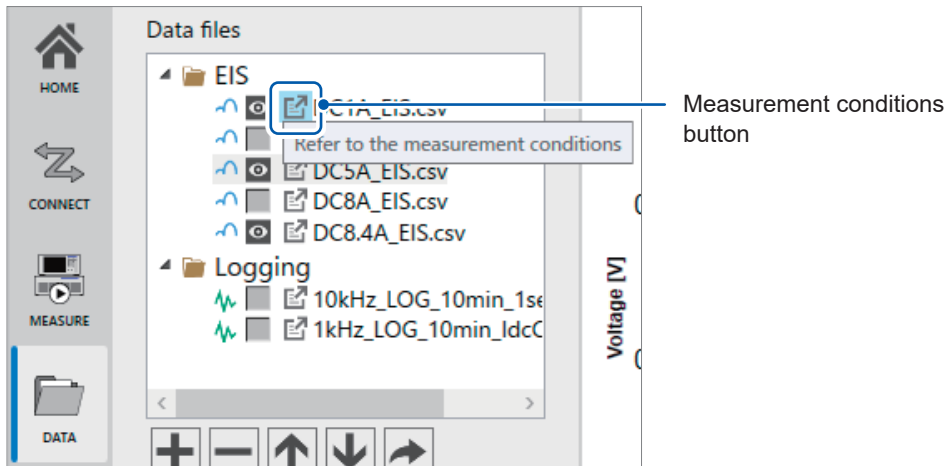 Data files
HOME
EIS
DC1A_EIS.csv
Refer to the measurement conditions
DC5A_EIS.csv
DC8A_EIS.csv
DC8.4A_EIS.csv
CONNECT
Logging
10kHz_LOG_10min_1se
1kHz_LOG_10min_IdcC
MEASURE
DATA
Voltage [V]
Measurement conditions
button